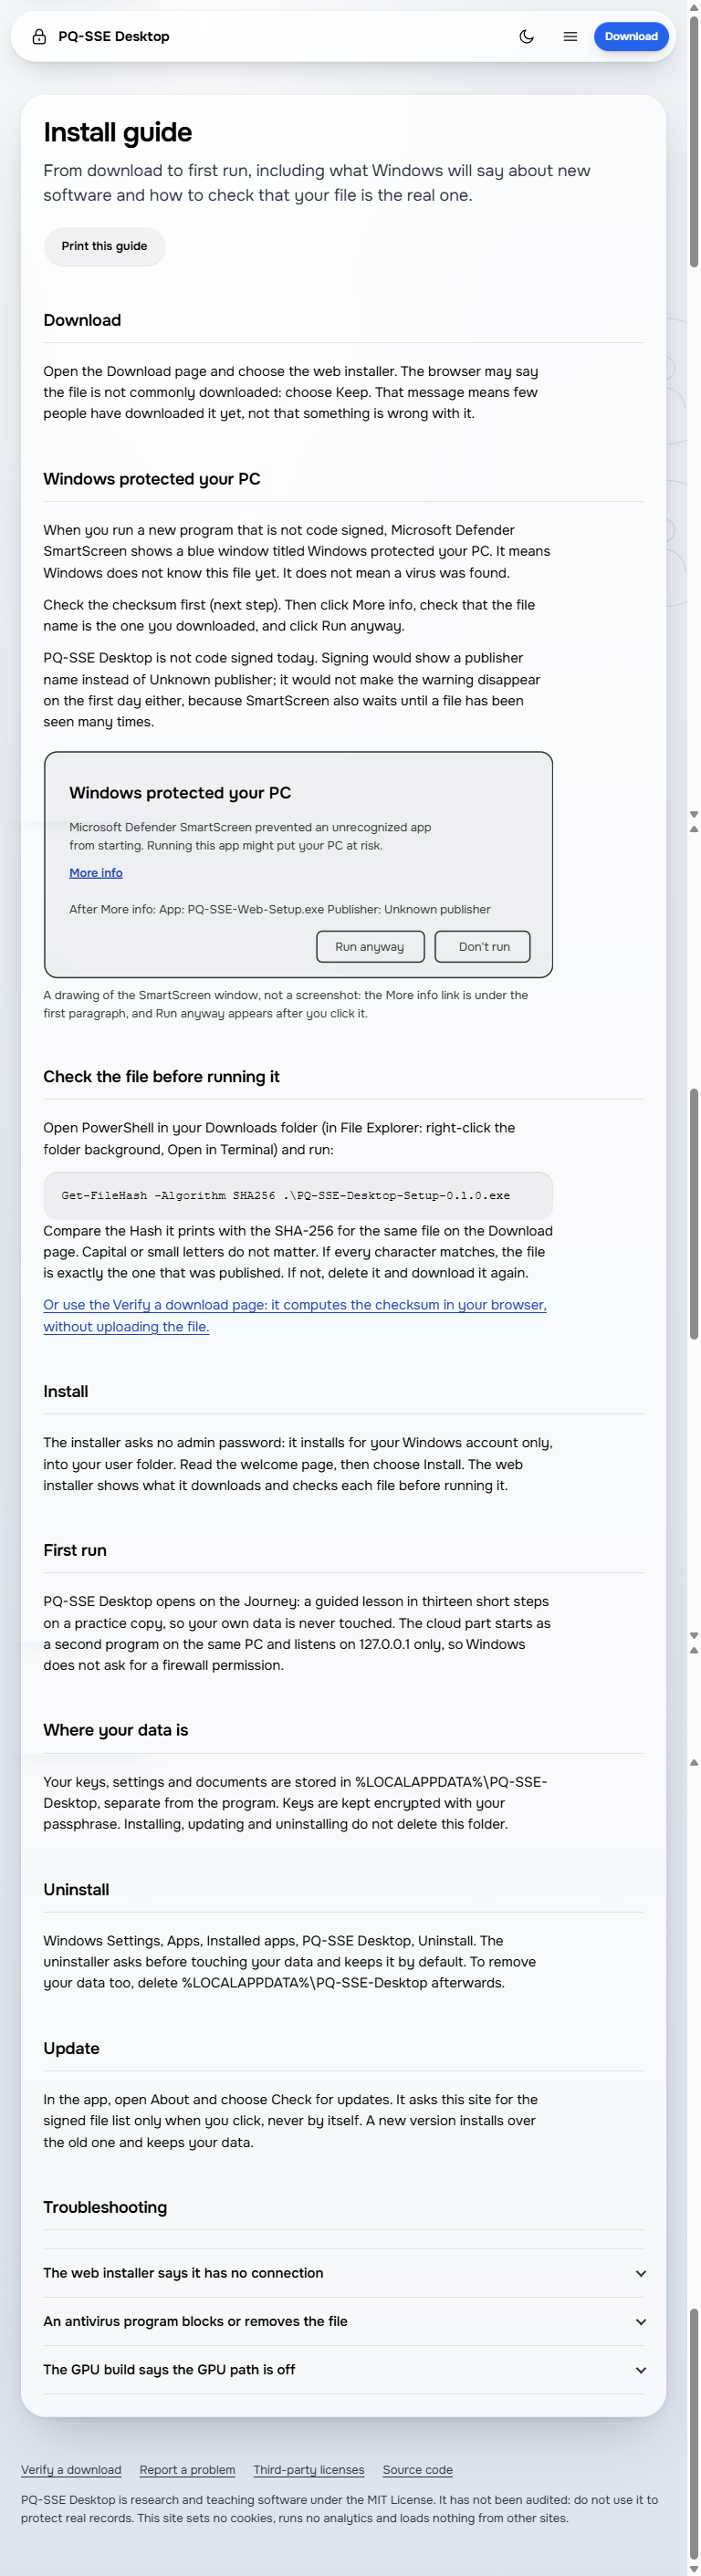 PQ-SSE Desktop
Download
Install guide
From download to first run, including what Windows will say about new
software and how to check that your file is the real one.
Print this guide
Download
Open the Download page and choose the web installer. The browser may say
the file is not commonly downloaded: choose Keep. That message means few
people have downloaded it yet, not that something is wrong with it.
Windows protected your PC
When you run a new program that is not code signed, Microsoft Defender
SmartScreen shows a blue window titled Windows protected your PC. It means
Windows does not know this file yet. It does not mean a virus was found.
Check the checksum first (next step). Then click More info, check that the file
name is the one you downloaded, and click Run anyway.
PQ-SSE Desktop is not code signed today. Signing would show a publisher
name instead of Unknown publisher; it would not make the warning disappear
on the first day either, because SmartScreen also waits until a file has been
seen many times.
Windows protected your PC
Microsoft Defender SmartScreen prevented an unrecognized app
from starting. Running this app might put your PC at risk.
More info
After More info: App: PQ-SSE-Web-Setup.exe Publisher: Unknown publisher
Run anyway
Don't run
A drawing of the SmartScreen window, not a screenshot: the More info link is under the
first paragraph, and Run anyway appears after you click it.
Check the file before running it
Open PowerShell in your Downloads folder (in File Explorer: right-click the
folder background, Open in Terminal) and run:
Get-FileHash -Algorithm SHA256 .\PQ-SSE-Desktop-Setup-0.1.0.exe
Compare the Hash it prints with the SHA-256 for the same file on the Download
page. Capital or small letters do not matter. If every character matches, the file
is exactly the one that was published. If not, delete it and download it again.
Or use the Verify a download page: it computes the checksum in your browser,
without uploading the file.
Install
The installer asks no admin password: it installs for your Windows account only,
into your user folder. Read the welcome page, then choose Install. The web
installer shows what it downloads and checks each file before running it.
First run
PQ-SSE Desktop opens on the Journey: a guided lesson in thirteen short steps
on a practice copy, so your own data is never touched. The cloud part starts as
a second program on the same PC and listens on 127.0.0.1 only, so Windows
does not ask for a firewall permission.
Where your data is
Your keys, settings and documents are stored in %LOCALAPPDATA%\PQ-SSE-
Desktop, separate from the program. Keys are kept encrypted with your
passphrase. Installing, updating and uninstalling do not delete this folder.
Uninstall
Windows Settings, Apps, Installed apps, PQ-SSE Desktop, Uninstall. The
uninstaller asks before touching your data and keeps it by default. To remove
your data too, delete %LOCALAPPDATA%\PQ-SSE-Desktop afterwards.
Update
In the app, open About and choose Check for updates. It asks this site for the
signed file list only when you click, never by itself. A new version installs over
the old one and keeps your data.
Troubleshooting
The web installer says it has no connection
An antivirus program blocks or removes the file
The GPU build says the GPU path is off
Verify a download
Report a problem
Third-party licenses
Source code
PQ-SSE Desktop is research and teaching software under the MIT License. It has not been audited: do not use it to
protect real records. This site sets no cookies, runs no analytics and loads nothing from other sites.